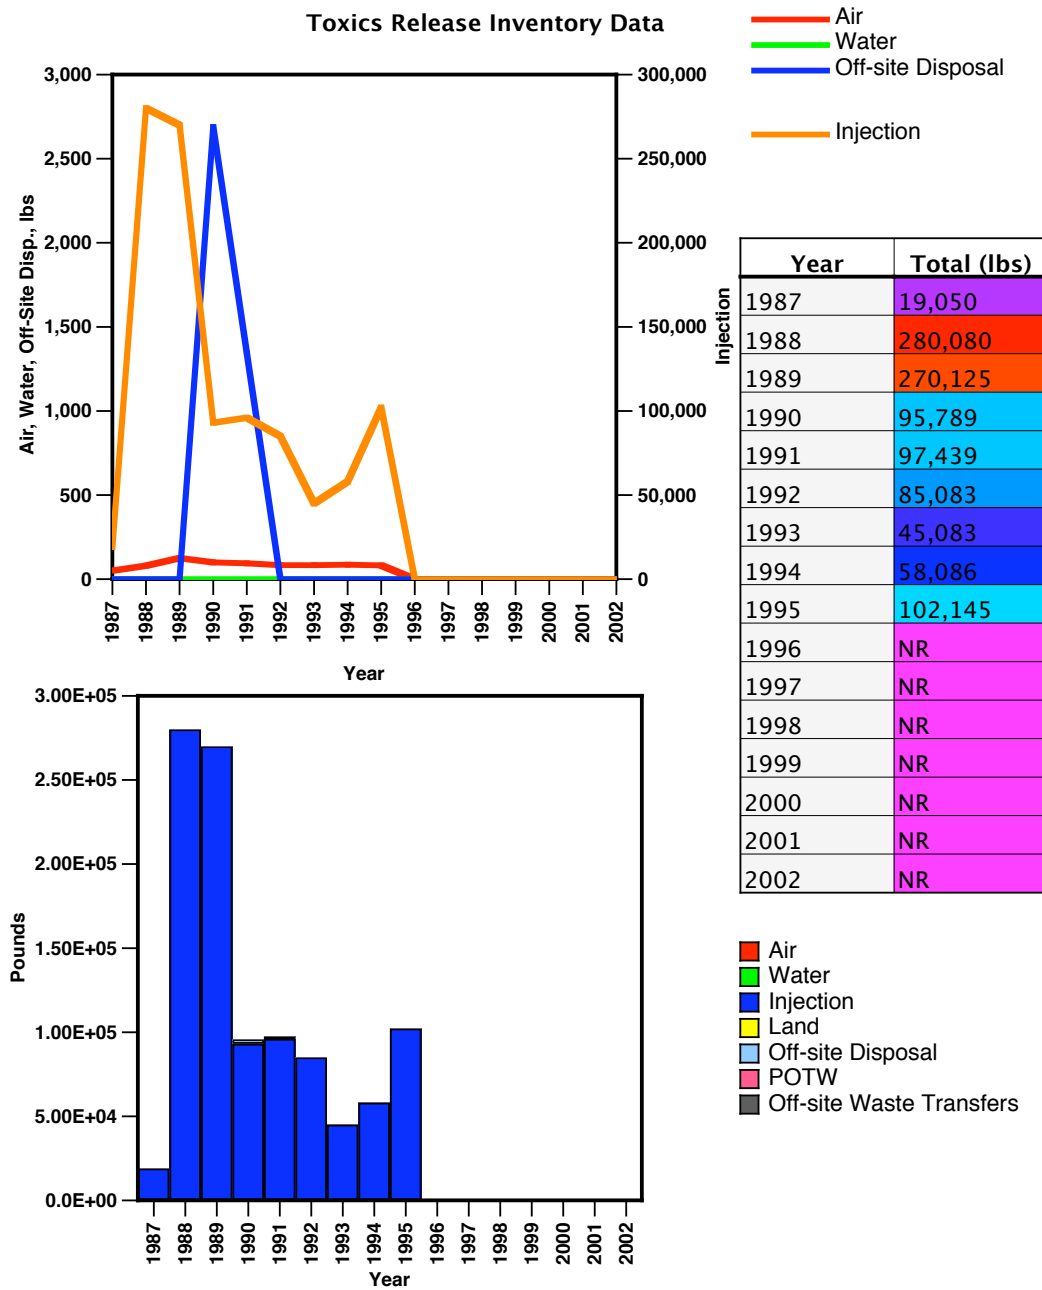 Toxics Release Inventory Data
Air
Water
Off-site Disposal
Injection
3,000
2,500
2,000
1,500
1,000
500
0
Air, Water, Off-Site Disp., lbs
300,000
250,000
200,000
150,000
100,000
50,000
0
Injection
1987 1988 1989 1990 1991 1992 1993 1994 1995 1996 1997 1998 1999 2000 2001 2002
Year
Year Total (lbs)
1987 19,050
1988 280,080
1989 270,125
1990 95,789
1991 97,439
1992 85,083
1993 45,083
1994 58,086
1995 102,145
1996 NR
1997 NR
1998 NR
1999 NR
2000 NR
2001 NR
2002 NR
3.00E+05
2.50E+05
2.00E+05
1.50E+05
1.00E+05
5.00E+04
0.0E+00
Pounds
1987 1988 1989 1990 1991 1992 1993 1994 1995 1996 1997 1998 1999 2000 2001 2002
Year
Air
Water
Injection
Land
Off-site Disposal
POTW
Off-site Waste Transfers